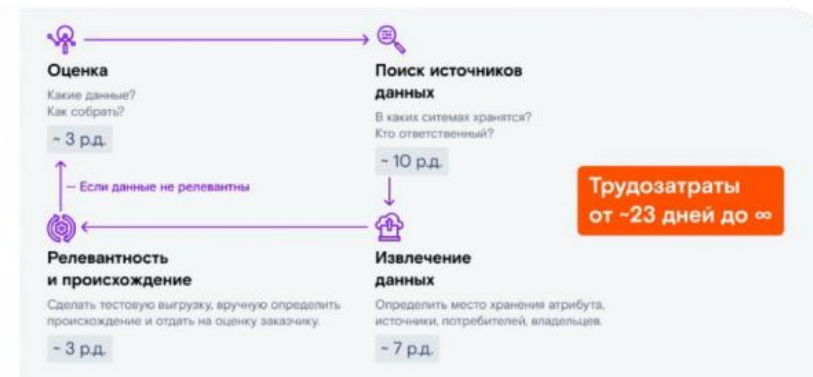 Оценка
Какие данные?
Как собрать?
~ 3 р.д.
Поиск источников
данных
В каких ситемах хранятся?
Кто ответственный?
~ 10 р.д.
— Если данные не релевантны
Трудозатраты
от ~23 дней до ∞
Релевантность
и происхождение
Сделать тестовую выгрузку, вручную определить
происхождение и отдать на оценку заказчику.
~ 3 р.д.
Извлечение
данных
Определить место хранения атрибута,
источники, потребителей, владельцев.
~ 7 р.д.